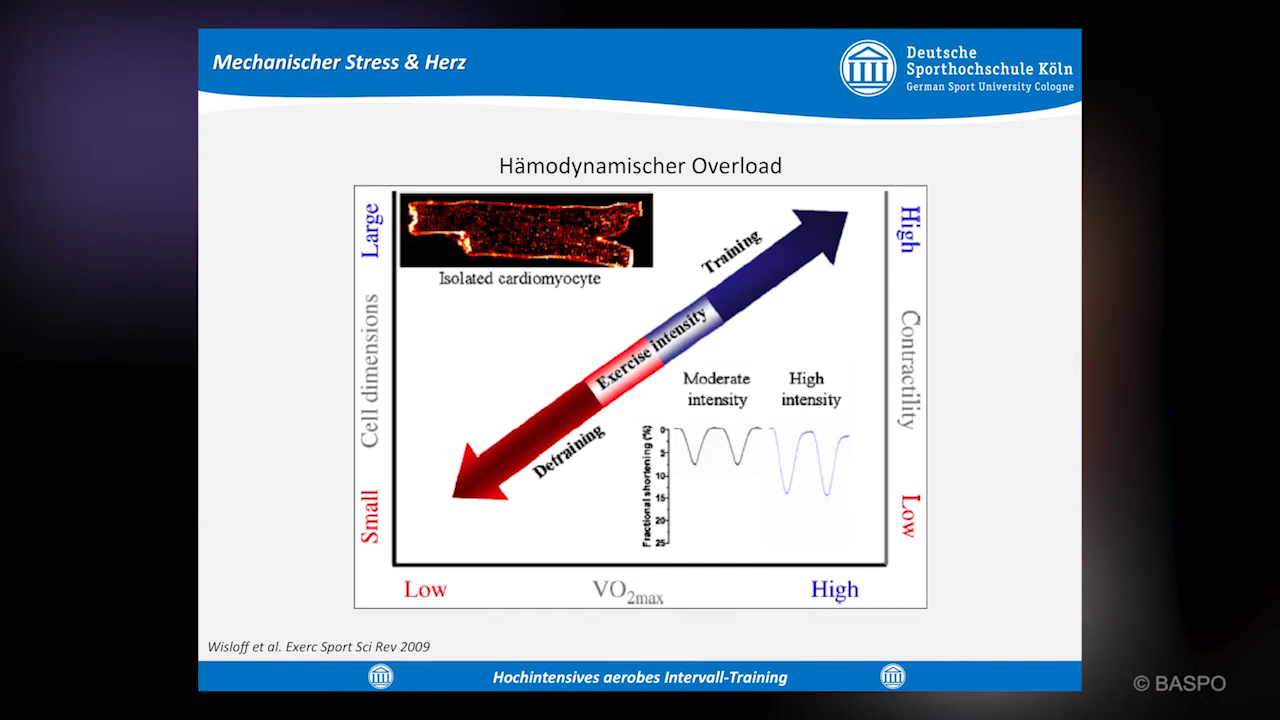 Mechanischer Stress & Herz
Deutsche
Sporthochschule Köln
German Sport University Cologne
Hämodynamischer Overload
Large
Cell dimensions
Small
Isolated cardiomyocyte
Training
Exercise intensity
Detraining
Moderate
intensity
High
intensity
Fractional shortening (%)
0
5
10
15
20
25
High
Contractility
Low
Low
VO2max
High
Wisloff et al. Exerc Sport Sci Rev 2009
Hochintensives aerobes Intervall-Training
© BASPO